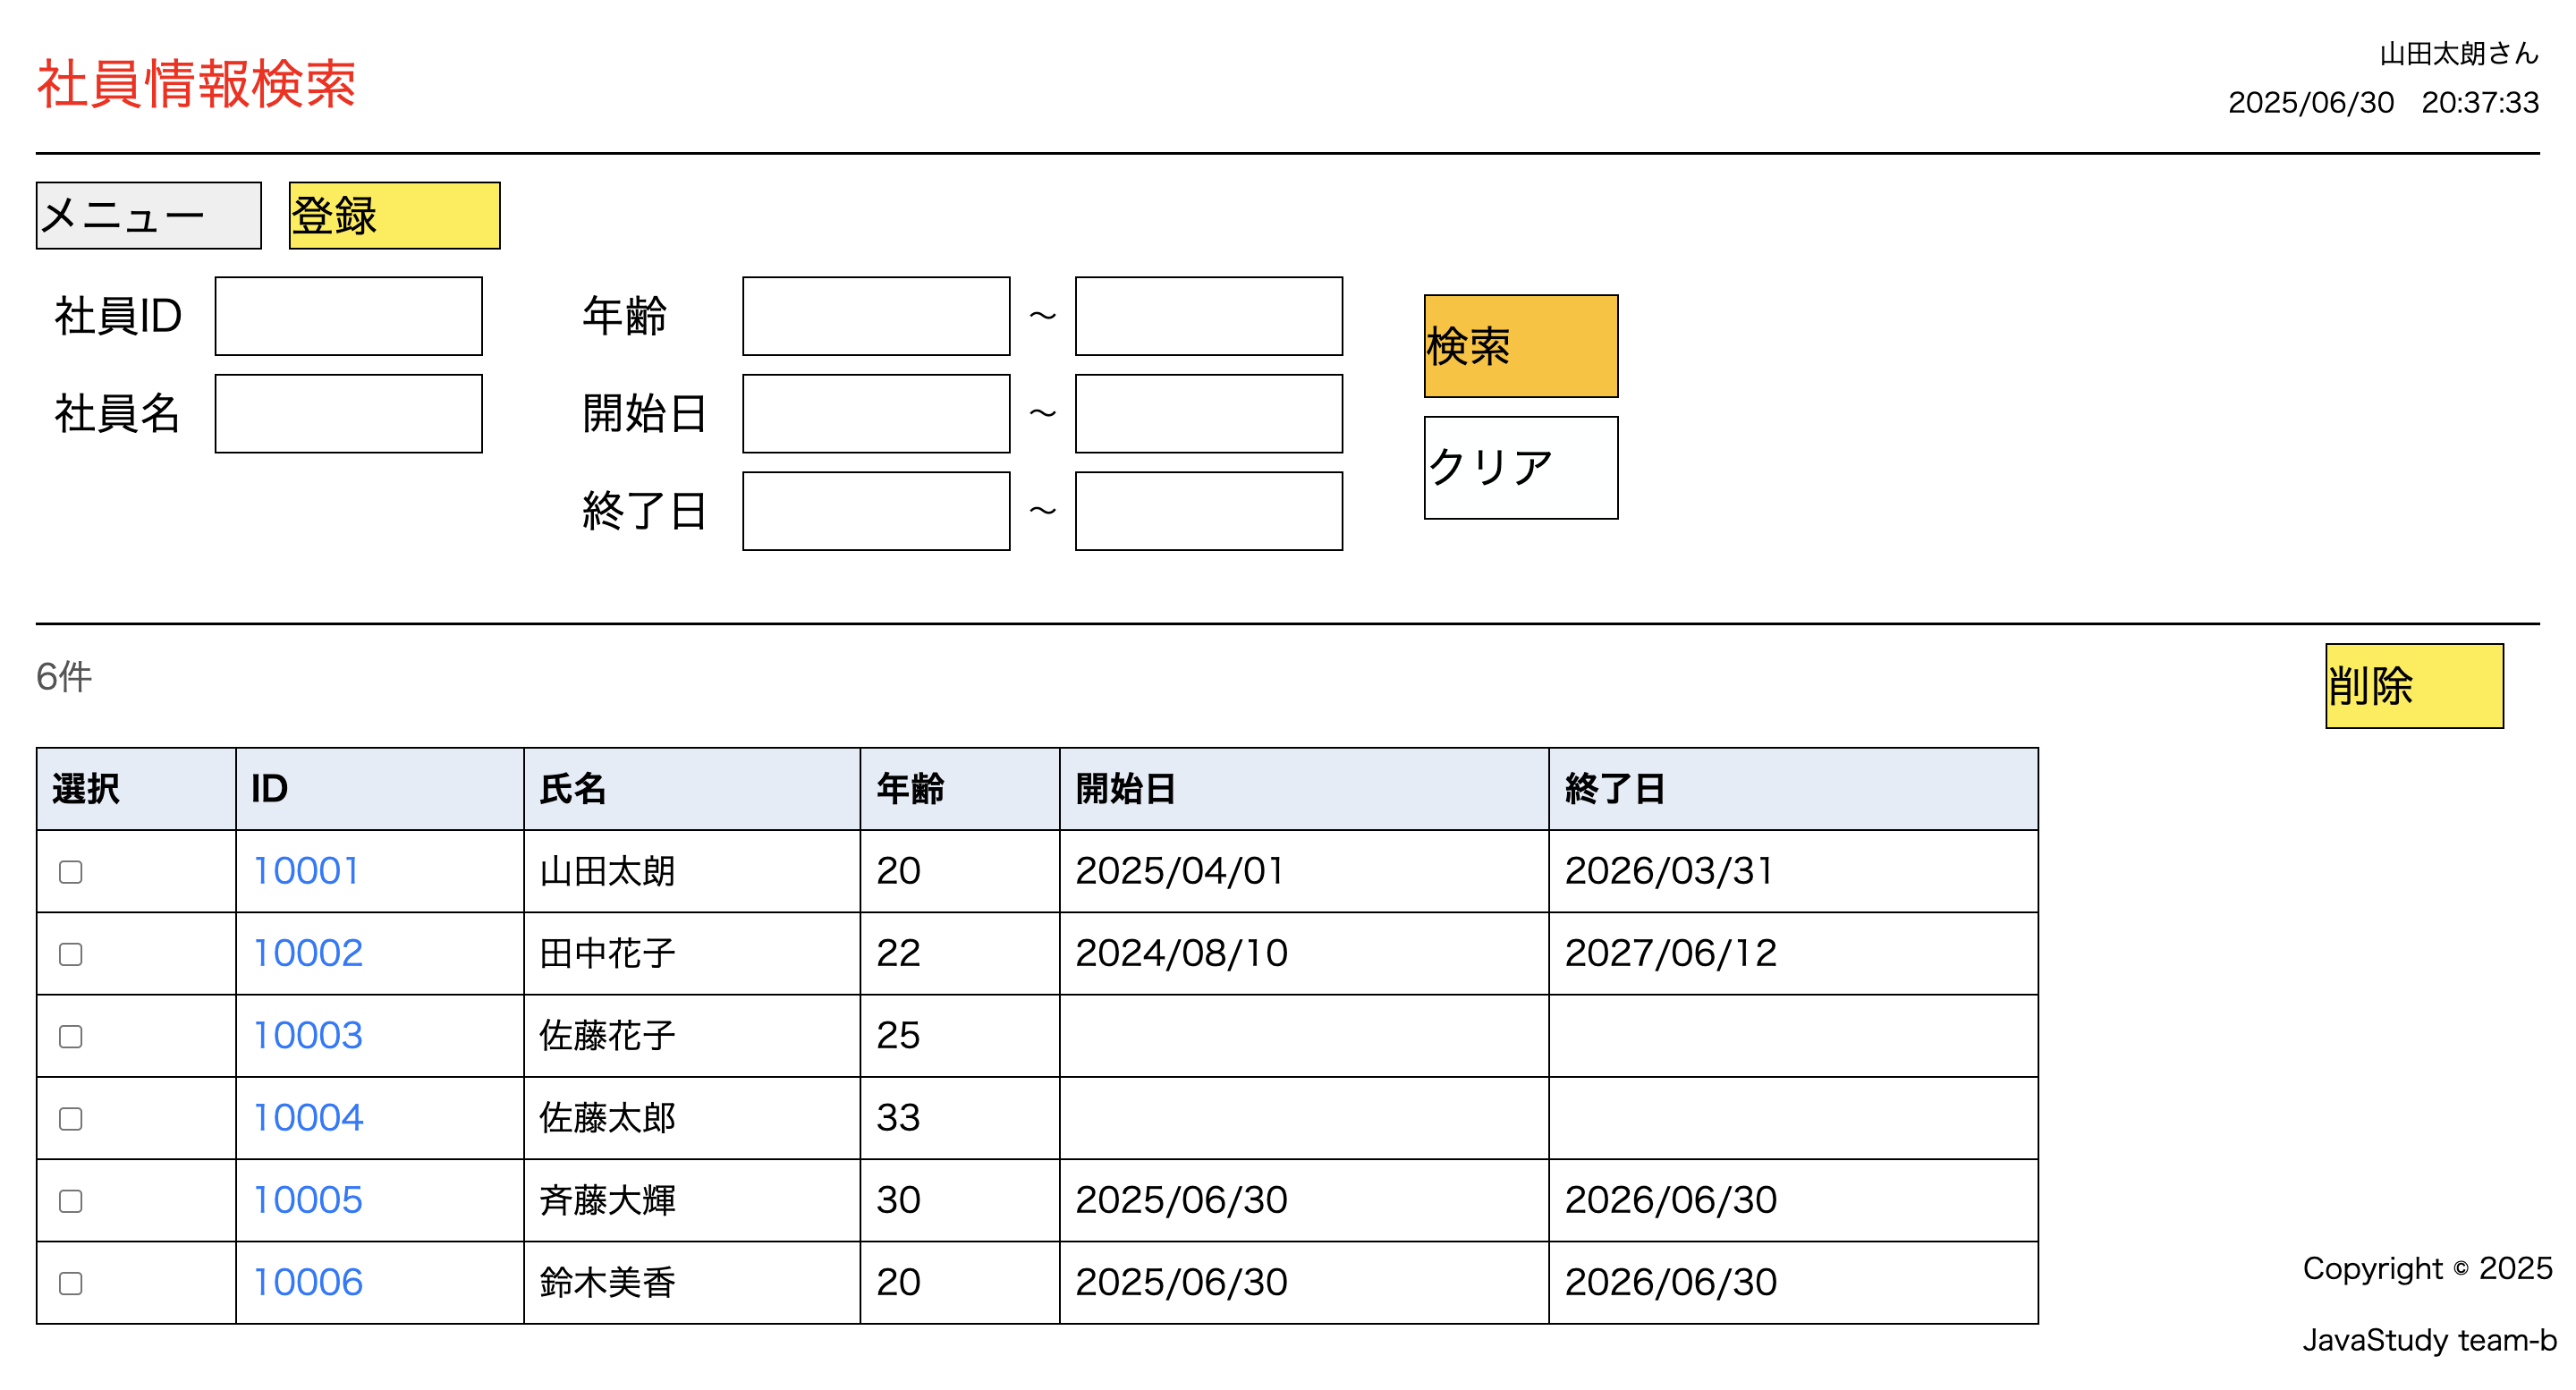 社員情報検索
山田太朗さん
2025/06/30 20:37:33
メニュー 登録
社員ID 年齢 ～ 検索
社員名 開始日 ～ クリア
終了日 ～
6件 削除
選択 ID 氏名 年齢 開始日 終了日
10001 山田太朗 20 2025/04/01 2026/03/31
10002 田中花子 22 2024/08/10 2027/06/12
10003 佐藤花子 25
10004 佐藤太郎 33
10005 斉藤大輝 30 2025/06/30 2026/06/30
10006 鈴木美香 20 2025/06/30 2026/06/30
Copyright © 2025
JavaStudy team-b